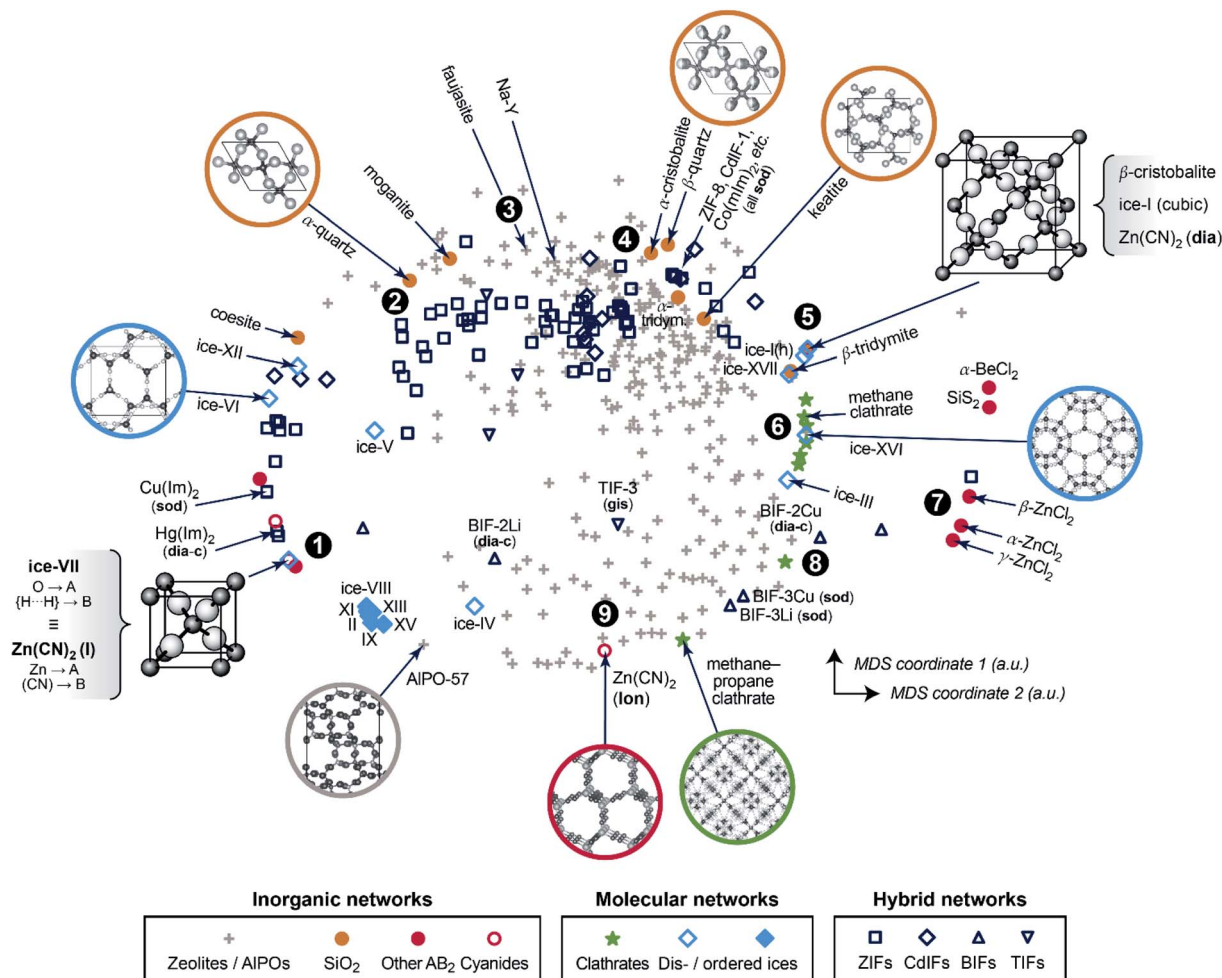 faujasite
Na-Y
α-cristobalite
β-quartz
ZIF-8, CdIF-1,
Co(mIm)2, etc.
(all sod)
keatite
β-cristobalite
ice-I (cubic)
Zn(CN)2 (dia)
moganite
α-quartz
3
4
2
α-
tridym.
5
coesite
ice-XII
ice-VI
ice-I(h)
ice-XVII
β-tridymite
α-BeCl2
SiS2
methane
clathrate
6
ice-XVI
ice-V
ice-III
Cu(Im)2
(sod)
TIF-3
(gis)
BIF-2Cu
(dia-c)
7
β-ZnCl2
α-ZnCl2
γ-ZnCl2
Hg(Im)2
(dia-c)
1
BIF-2Li
(dia-c)
8
ice-VII
O → A
{H···H} → B
≡
Zn(CN)2 (I)
Zn → A
(CN) → B
ice-VIII
XI
XIII
II
XV
IX
ice-IV
9
BIF-3Cu (sod)
BIF-3Li (sod)
AlPO-57
Zn(CN)2
(lon)
methane–
propane
clathrate
MDS coordinate 1 (a.u.)
MDS coordinate 2 (a.u.)
Inorganic networks
Zeolites / AlPOs
SiO2
Other AB2
Cyanides
Molecular networks
Clathrates
Dis- / ordered ices
Hybrid networks
ZIFs
CdIFs
BIFs
TIFs